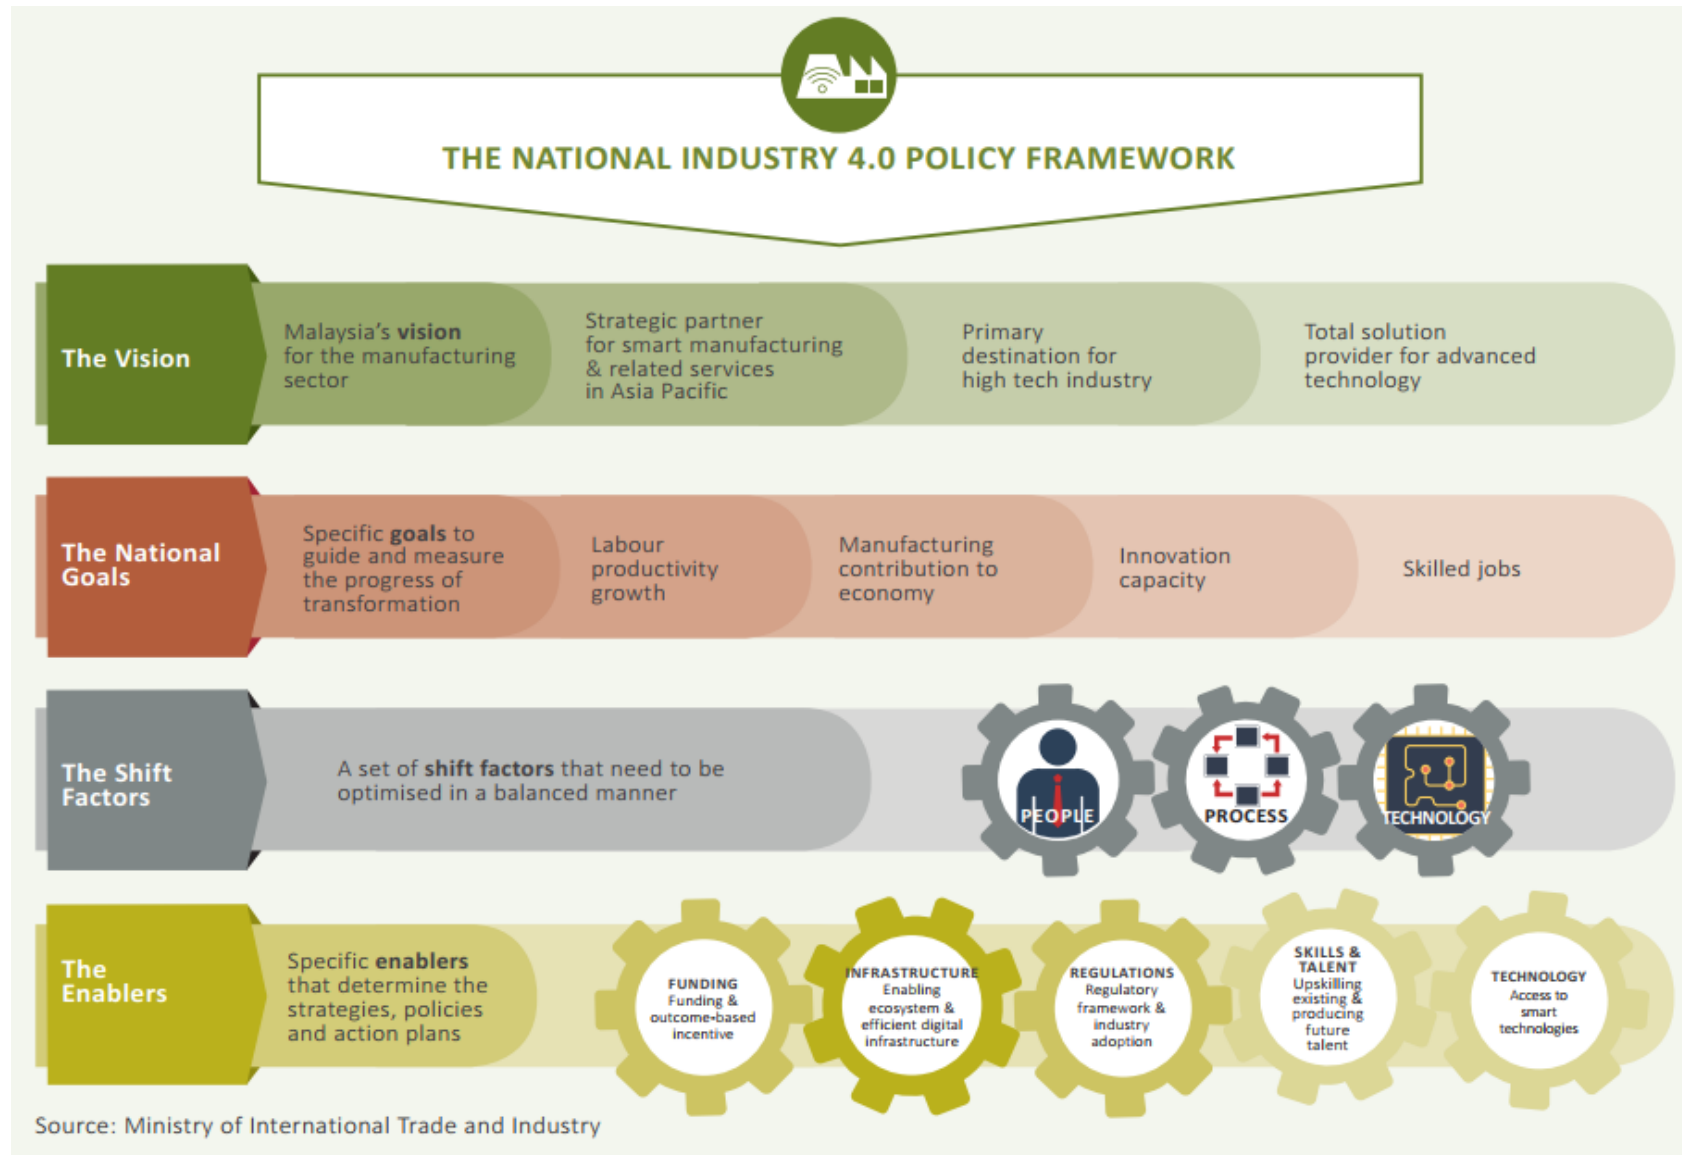 THE NATIONAL INDUSTRY 4.0 POLICY FRAMEWORK
The Vision
Malaysia’s vision
for the manufacturing
sector
Strategic partner
for smart manufacturing
& related services
in Asia Pacific
Primary
destination for
high tech industry
Total solution
provider for advanced
technology
The National
Goals
Specific goals to
guide and measure
the progress of
transformation
Labour
productivity
growth
Manufacturing
contribution to
economy
Innovation
capacity
Skilled jobs
The Shift
Factors
A set of shift factors that need to be
optimised in a balanced manner
PEOPLE
PROCESS
TECHNOLOGY
The
Enablers
Specific enablers
that determine the
strategies, policies
and action plans
FUNDING
Funding &
outcome-based
incentive
INFRASTRUCTURE
Enabling
ecosystem &
efficient digital
infrastructure
REGULATIONS
Regulatory
framework &
industry
adoption
SKILLS &
TALENT
Upskilling
existing &
producing
future
talent
TECHNOLOGY
Access to
smart
technologies
Source: Ministry of International Trade and Industry